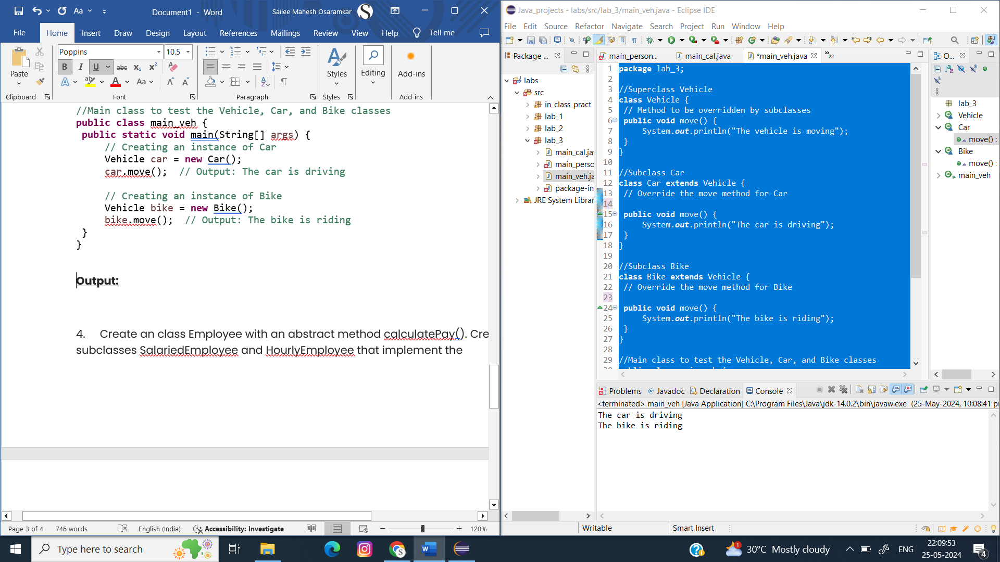 Document1 - Word
Sailee Mahesh Osaramkar
File Home Insert Draw Design Layout References Mailings Review View Help Tell me
Poppins 10.5
Paste
B I U abc x₂ x²
Styles
Editing
Add-ins
Clipboard Font Paragraph Styles Add-ins
//Main class to test the Vehicle, Car, and Bike classes
public class main_veh {
public static void main(String[] args) {
// Creating an instance of Car
Vehicle car = new Car();
car.move();  // Output: The car is driving
// Creating an instance of Bike
Vehicle bike = new Bike();
bike.move();  // Output: The bike is riding
}
}
Output:
4. Create an class Employee with an abstract method calculatePay(). Cre
subclasses SalariedEmployee and HourlyEmployee that implement the
Page 3 of 4 746 words English (India) Accessibility: Investigate 120%
Java_projects - labs/src/lab_3/main_veh.java - Eclipse IDE
File Edit Source Refactor Navigate Search Project Run Window Help
Package ...
labs
src
in_class_pract
lab_1
lab_2
lab_3
main_cal.ja
main_perso
main_veh.ja
package-in
JRE System Librar
main_person... main_cal.java *main_veh.java »22
1 package lab_3;
2
3 //Superclass Vehicle
4 class Vehicle {
5 // Method to be overridden by subclasses
6 public void move() {
7 System.out.println("The vehicle is moving");
8 }
9 }
10
11 //Subclass Car
12 class Car extends Vehicle {
13 // Override the move method for Car
14
15 public void move() {
16 System.out.println("The car is driving");
17 }
18 }
19
20 //Subclass Bike
21 class Bike extends Vehicle {
22 // Override the move method for Bike
23
24 public void move() {
25 System.out.println("The bike is riding");
26 }
27 }
28
29 //Main class to test the Vehicle, Car, and Bike classes
O...
lab_3
Vehicle
Car
move() :
Bike
move() :
main_veh
Problems @ Javadoc Declaration Console
<terminated> main_veh [Java Application] C:\Program Files\Java\jdk-14.0.2\bin\javaw.exe (25-May-2024, 10:08:41 p
The car is driving
The bike is riding
Writable Smart Insert
Type here to search
30°C Mostly cloudy
ENG
22:09:53
25-05-2024
4